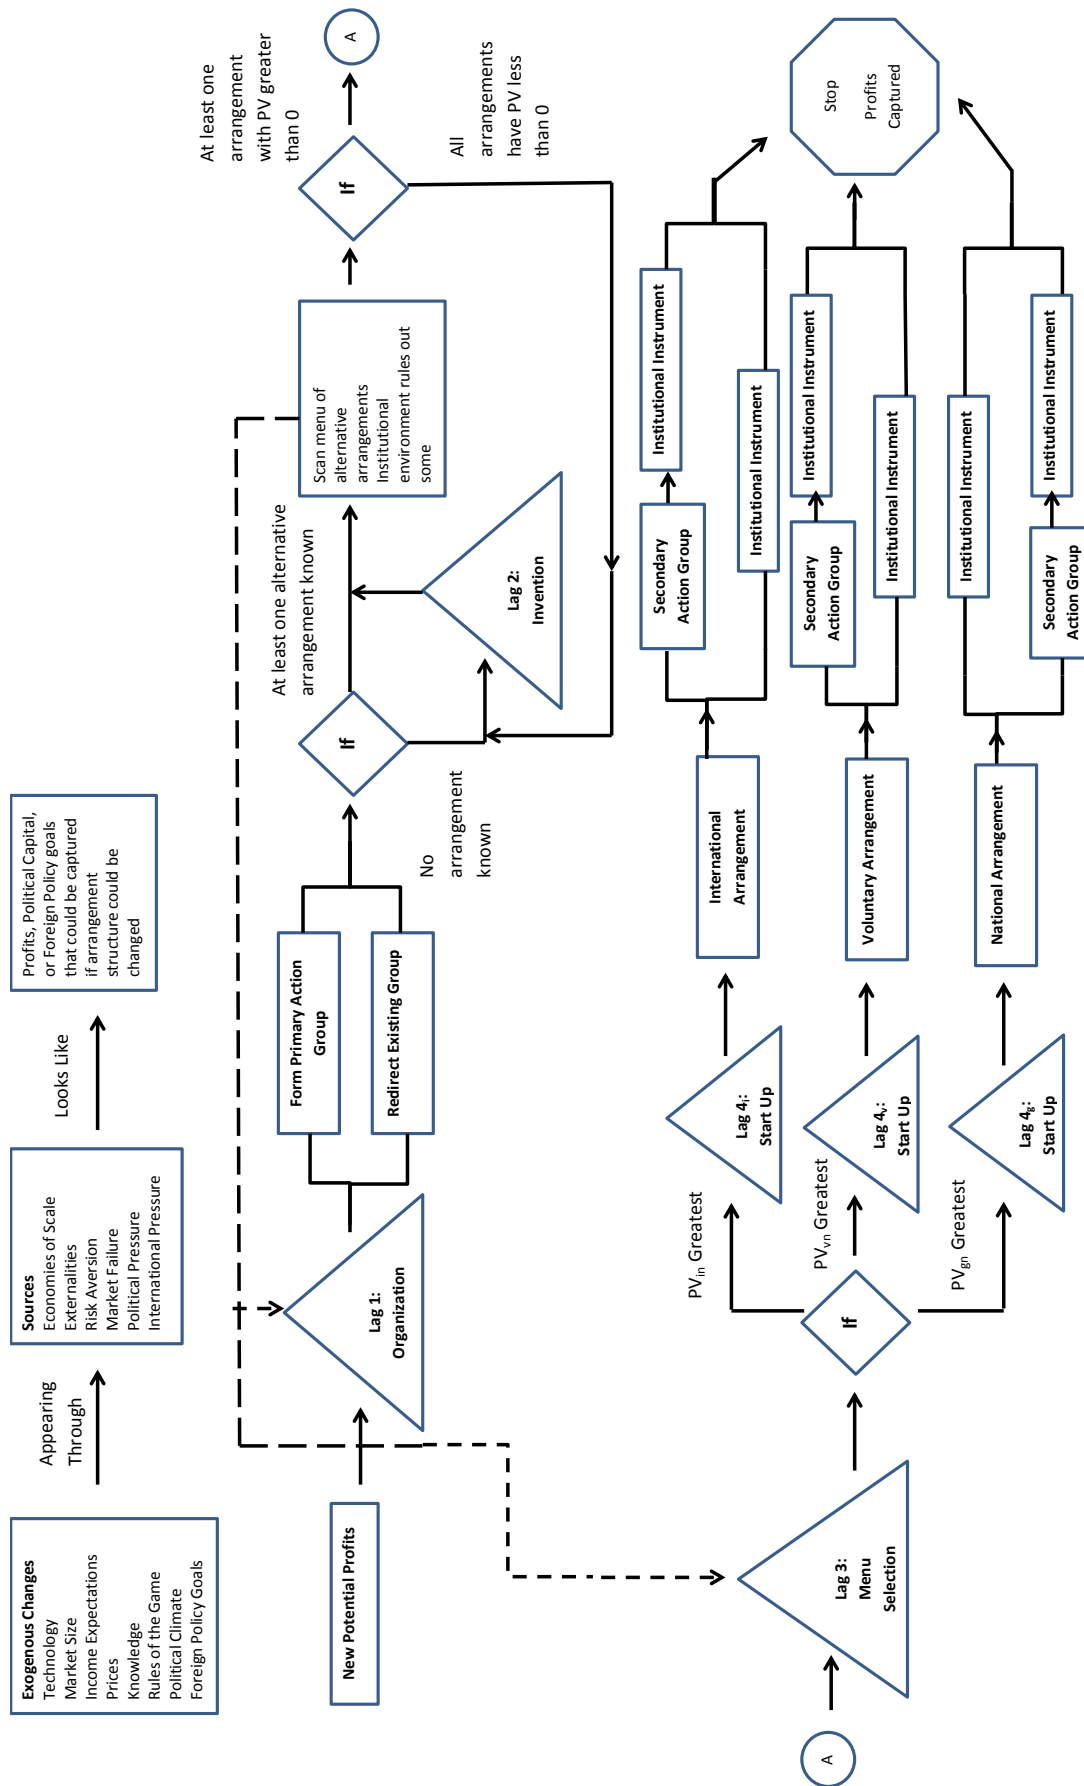 Exogenous Changes
Technology
Market Size
Income Expectations
Prices
Knowledge
Rules of the Game
Political Climate
Foreign Policy Goals
Appearing
Through
Sources
Economies of Scale
Externalities
Risk Aversion
Market Failure
Political Pressure
International Pressure
Looks Like
Profits, Political Capital,
or Foreign Policy goals
that could be captured
if arrangement
structure could be
changed
New Potential Profits
Lag 1:
Organization
Form Primary Action
Group
Redirect Existing Group
If
No
arrangement
known
At least one alternative
arrangement known
Lag 2:
Invention
Scan menu of
alternative
arrangements
Institutional
environment rules out
some
If
At least one
arrangement
with PV greater
than 0
All
arrangements
have PV less
than 0
A
A
Lag 3:
Menu
Selection
If
PVin Greatest
PVvn Greatest
PVgn Greatest
Lag 4i:
Start Up
Lag 4v:
Start Up
Lag 4g:
Start Up
International
Arrangement
Voluntary Arrangement
National Arrangement
Secondary
Action Group
Institutional Instrument
Institutional Instrument
Secondary
Action Group
Institutional Instrument
Institutional Instrument
Institutional Instrument
Secondary
Action Group
Institutional Instrument
Stop
Profits
Captured